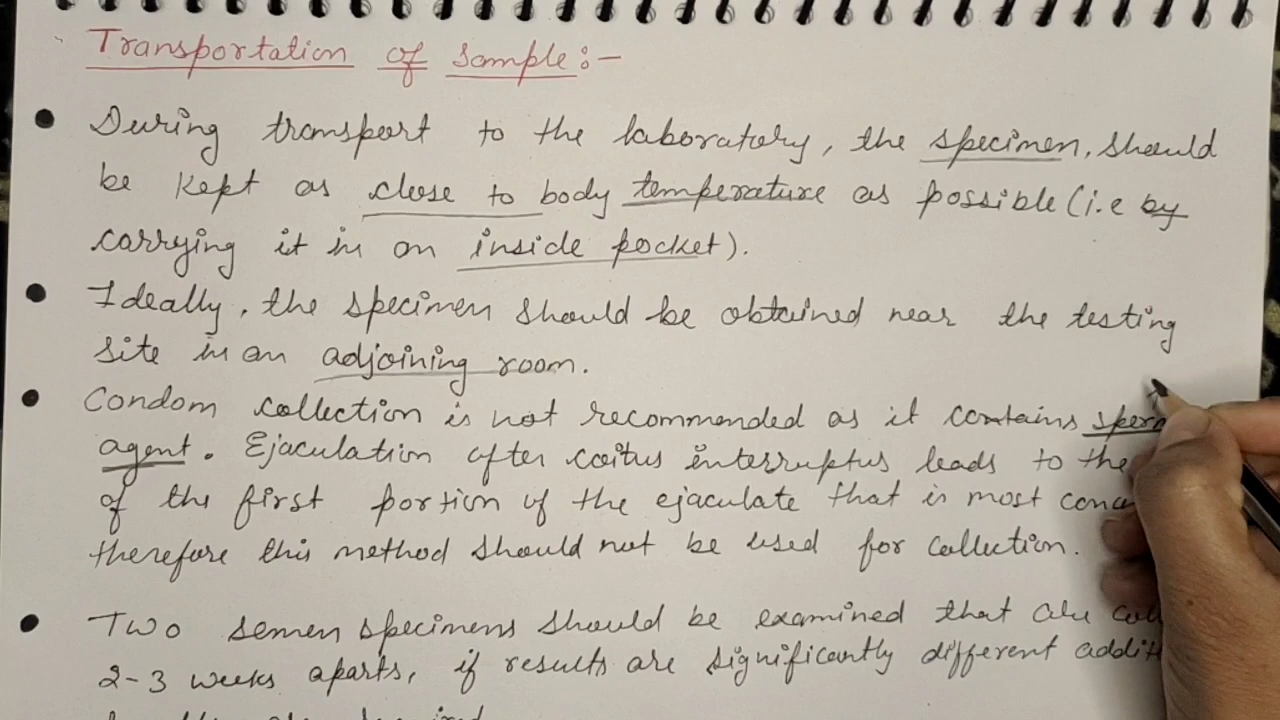 Transportation of Sample:-
During transport to the laboratory, the specimen, should
be kept as close to body temperature as possible (i.e by
carrying it in an inside pocket).
Ideally, the specimen should be obtained near the testing
site in an adjoining room.
Condom collection is not recommended as it contains
agent. Ejaculation after coitus interruptus leads to the
of the first portion of the ejaculate that is most
therefore this method should not be used for collection.
Two semen specimens should be examined that are
2-3 weeks aparts, if results are significantly different